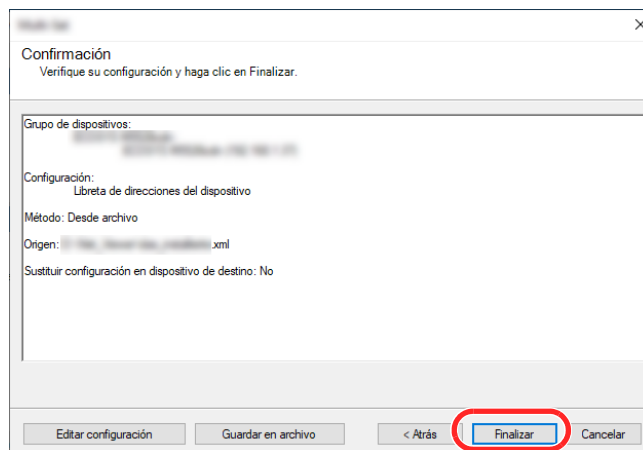 Confirmación
Verifique su configuración y haga clic en Finalizar.
Grupo de dispositivos:
Configuración:
Libreta de direcciones del dispositivo
Método: Desde archivo
Origen: .xml
Sustituir configuración en dispositivo de destino: No
Editar configuración
Guardar en archivo
< Atrás
Finalizar
Cancelar